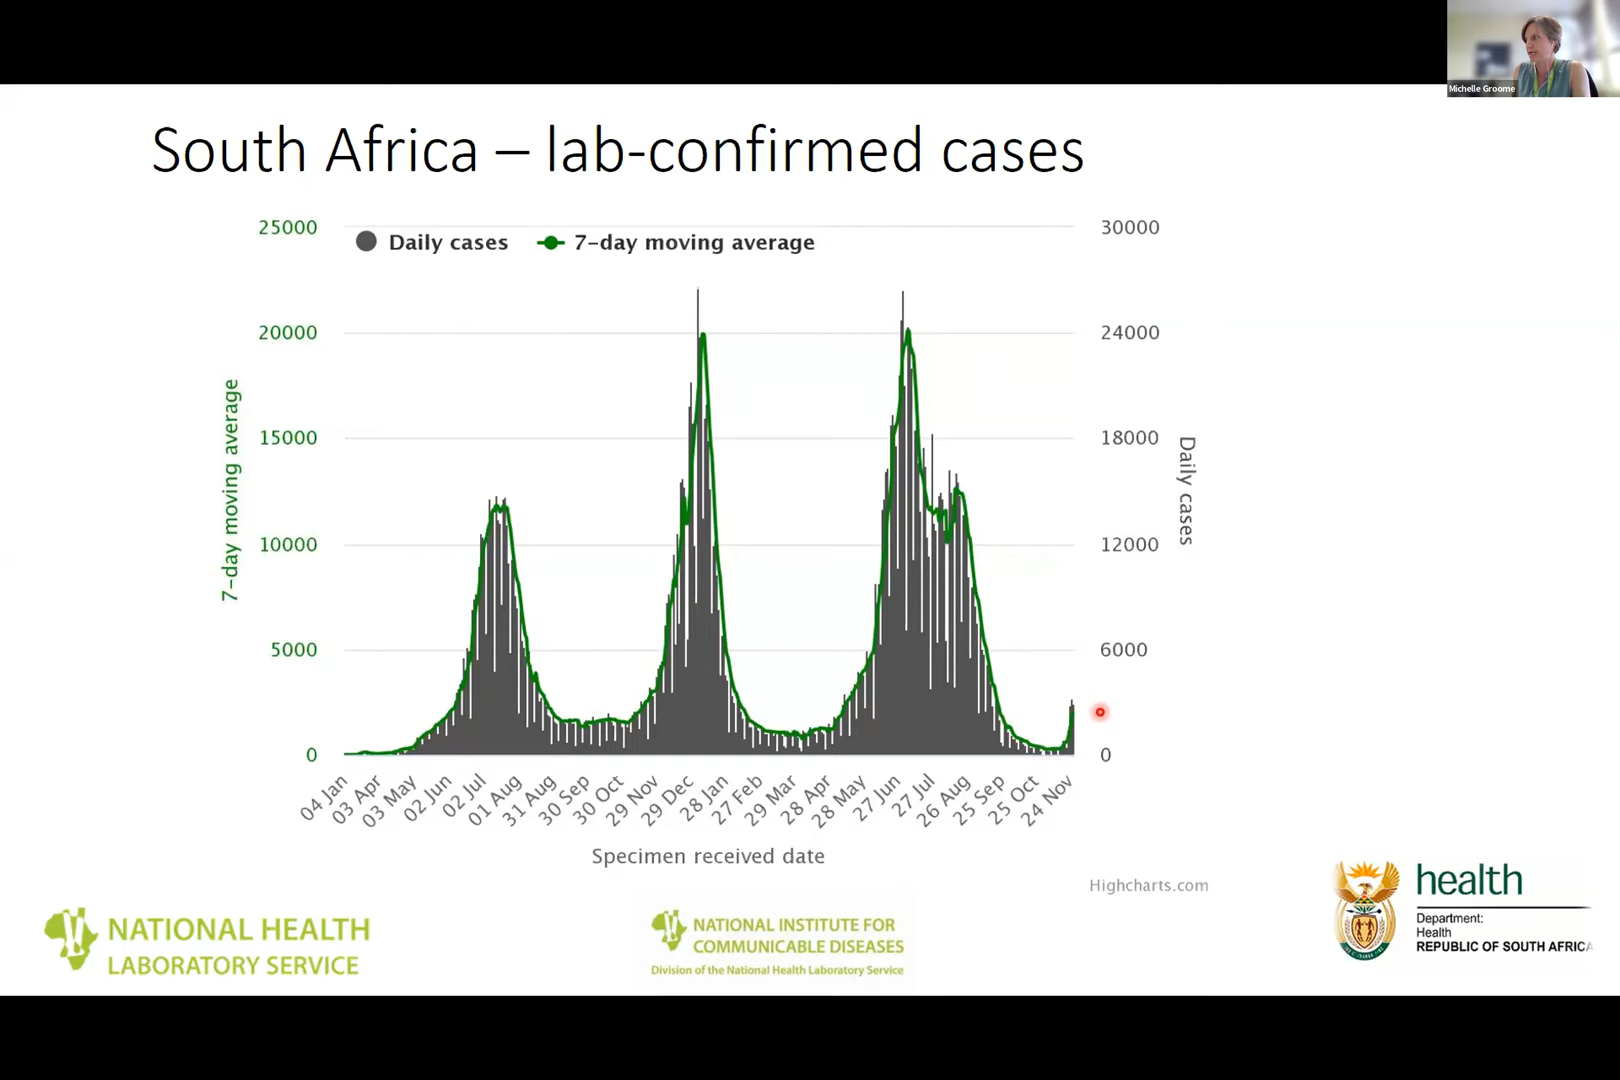 Michelle Groome
South Africa – lab-confirmed cases
25000
20000
15000
10000
5000
0
7-day moving average
Daily cases
7-day moving average
30000
24000
18000
12000
6000
0
Daily cases
04 Jan
03 Apr
03 May
02 Jun
02 Jul
01 Aug
31 Aug
30 Sep
30 Oct
29 Nov
29 Dec
28 Jan
27 Feb
29 Mar
28 Apr
28 May
27 Jun
27 Jul
26 Aug
25 Sep
25 Oct
24 Nov
Specimen received date
Highcharts.com
NATIONAL HEALTH
LABORATORY SERVICE
NATIONAL INSTITUTE FOR
COMMUNICABLE DISEASES
Division of the National Health Laboratory Service
health
Department:
Health
REPUBLIC OF SOUTH AFRICA